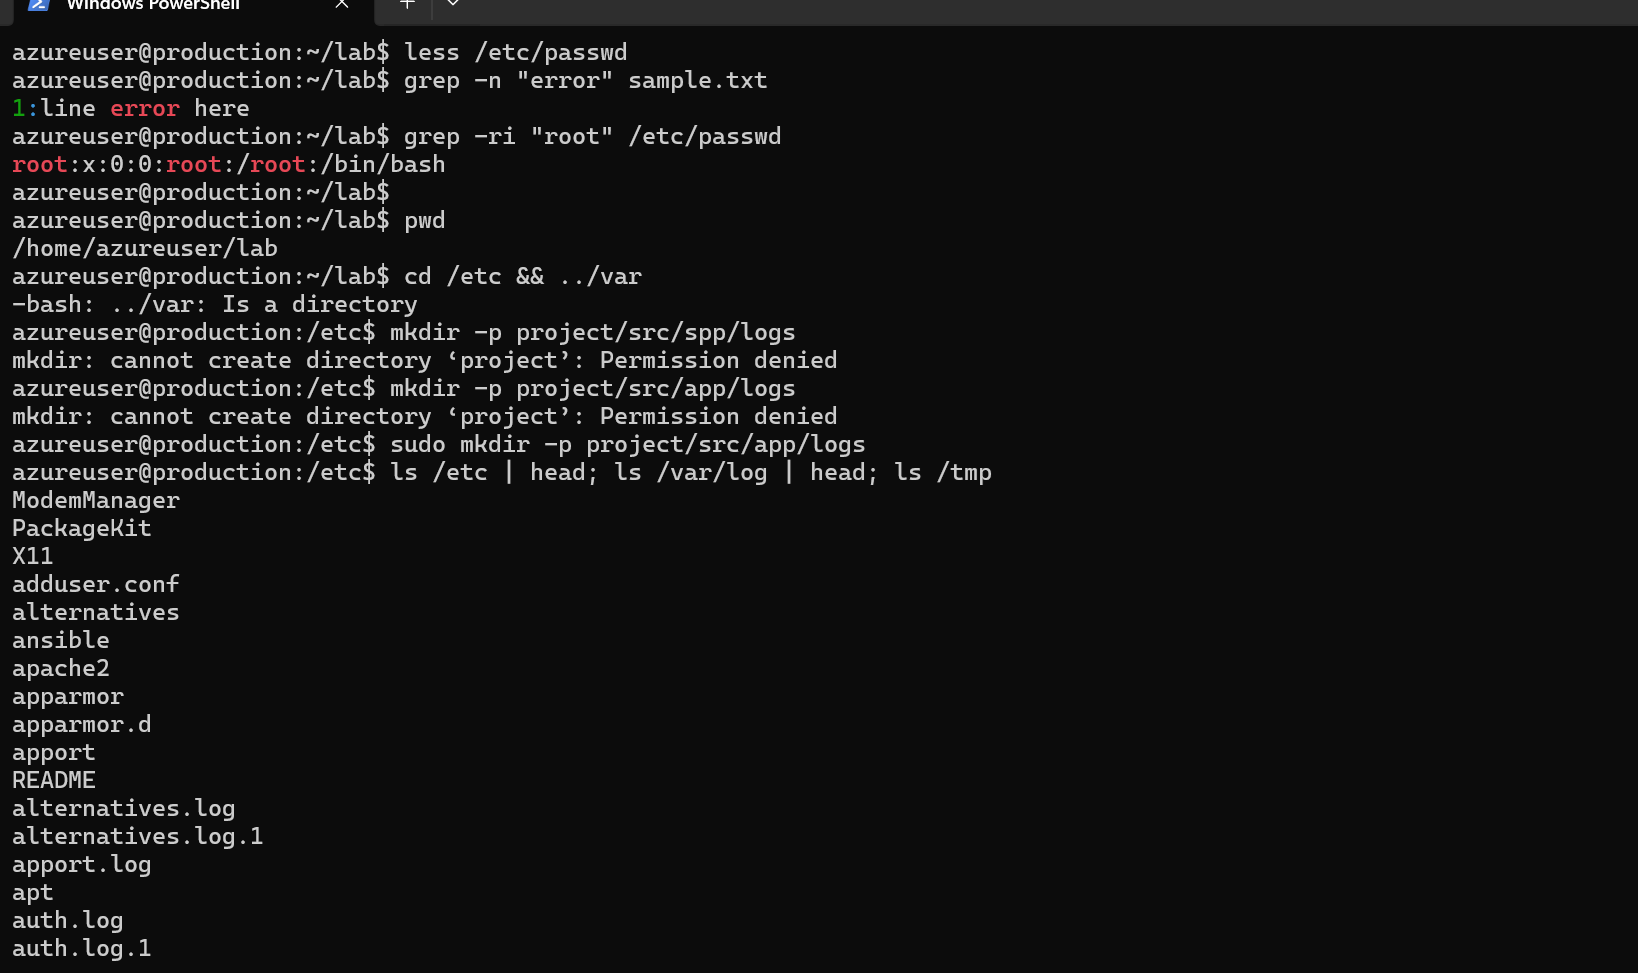 Windows PowerShell
azureuser@production:~/lab$ less /etc/passwd
azureuser@production:~/lab$ grep -n "error" sample.txt
1:line error here
azureuser@production:~/lab$ grep -ri "root" /etc/passwd
root:x:0:0:root:/root:/bin/bash
azureuser@production:~/lab$
azureuser@production:~/lab$ pwd
/home/azureuser/lab
azureuser@production:~/lab$ cd /etc && ../var
-bash: ../var: Is a directory
azureuser@production:/etc$ mkdir -p project/src/spp/logs
mkdir: cannot create directory ‘project’: Permission denied
azureuser@production:/etc$ mkdir -p project/src/app/logs
mkdir: cannot create directory ‘project’: Permission denied
azureuser@production:/etc$ sudo mkdir -p project/src/app/logs
azureuser@production:/etc$ ls /etc | head; ls /var/log | head; ls /tmp
ModemManager
PackageKit
X11
adduser.conf
alternatives
ansible
apache2
apparmor
apparmor.d
apport
README
alternatives.log
alternatives.log.1
apport.log
apt
auth.log
auth.log.1